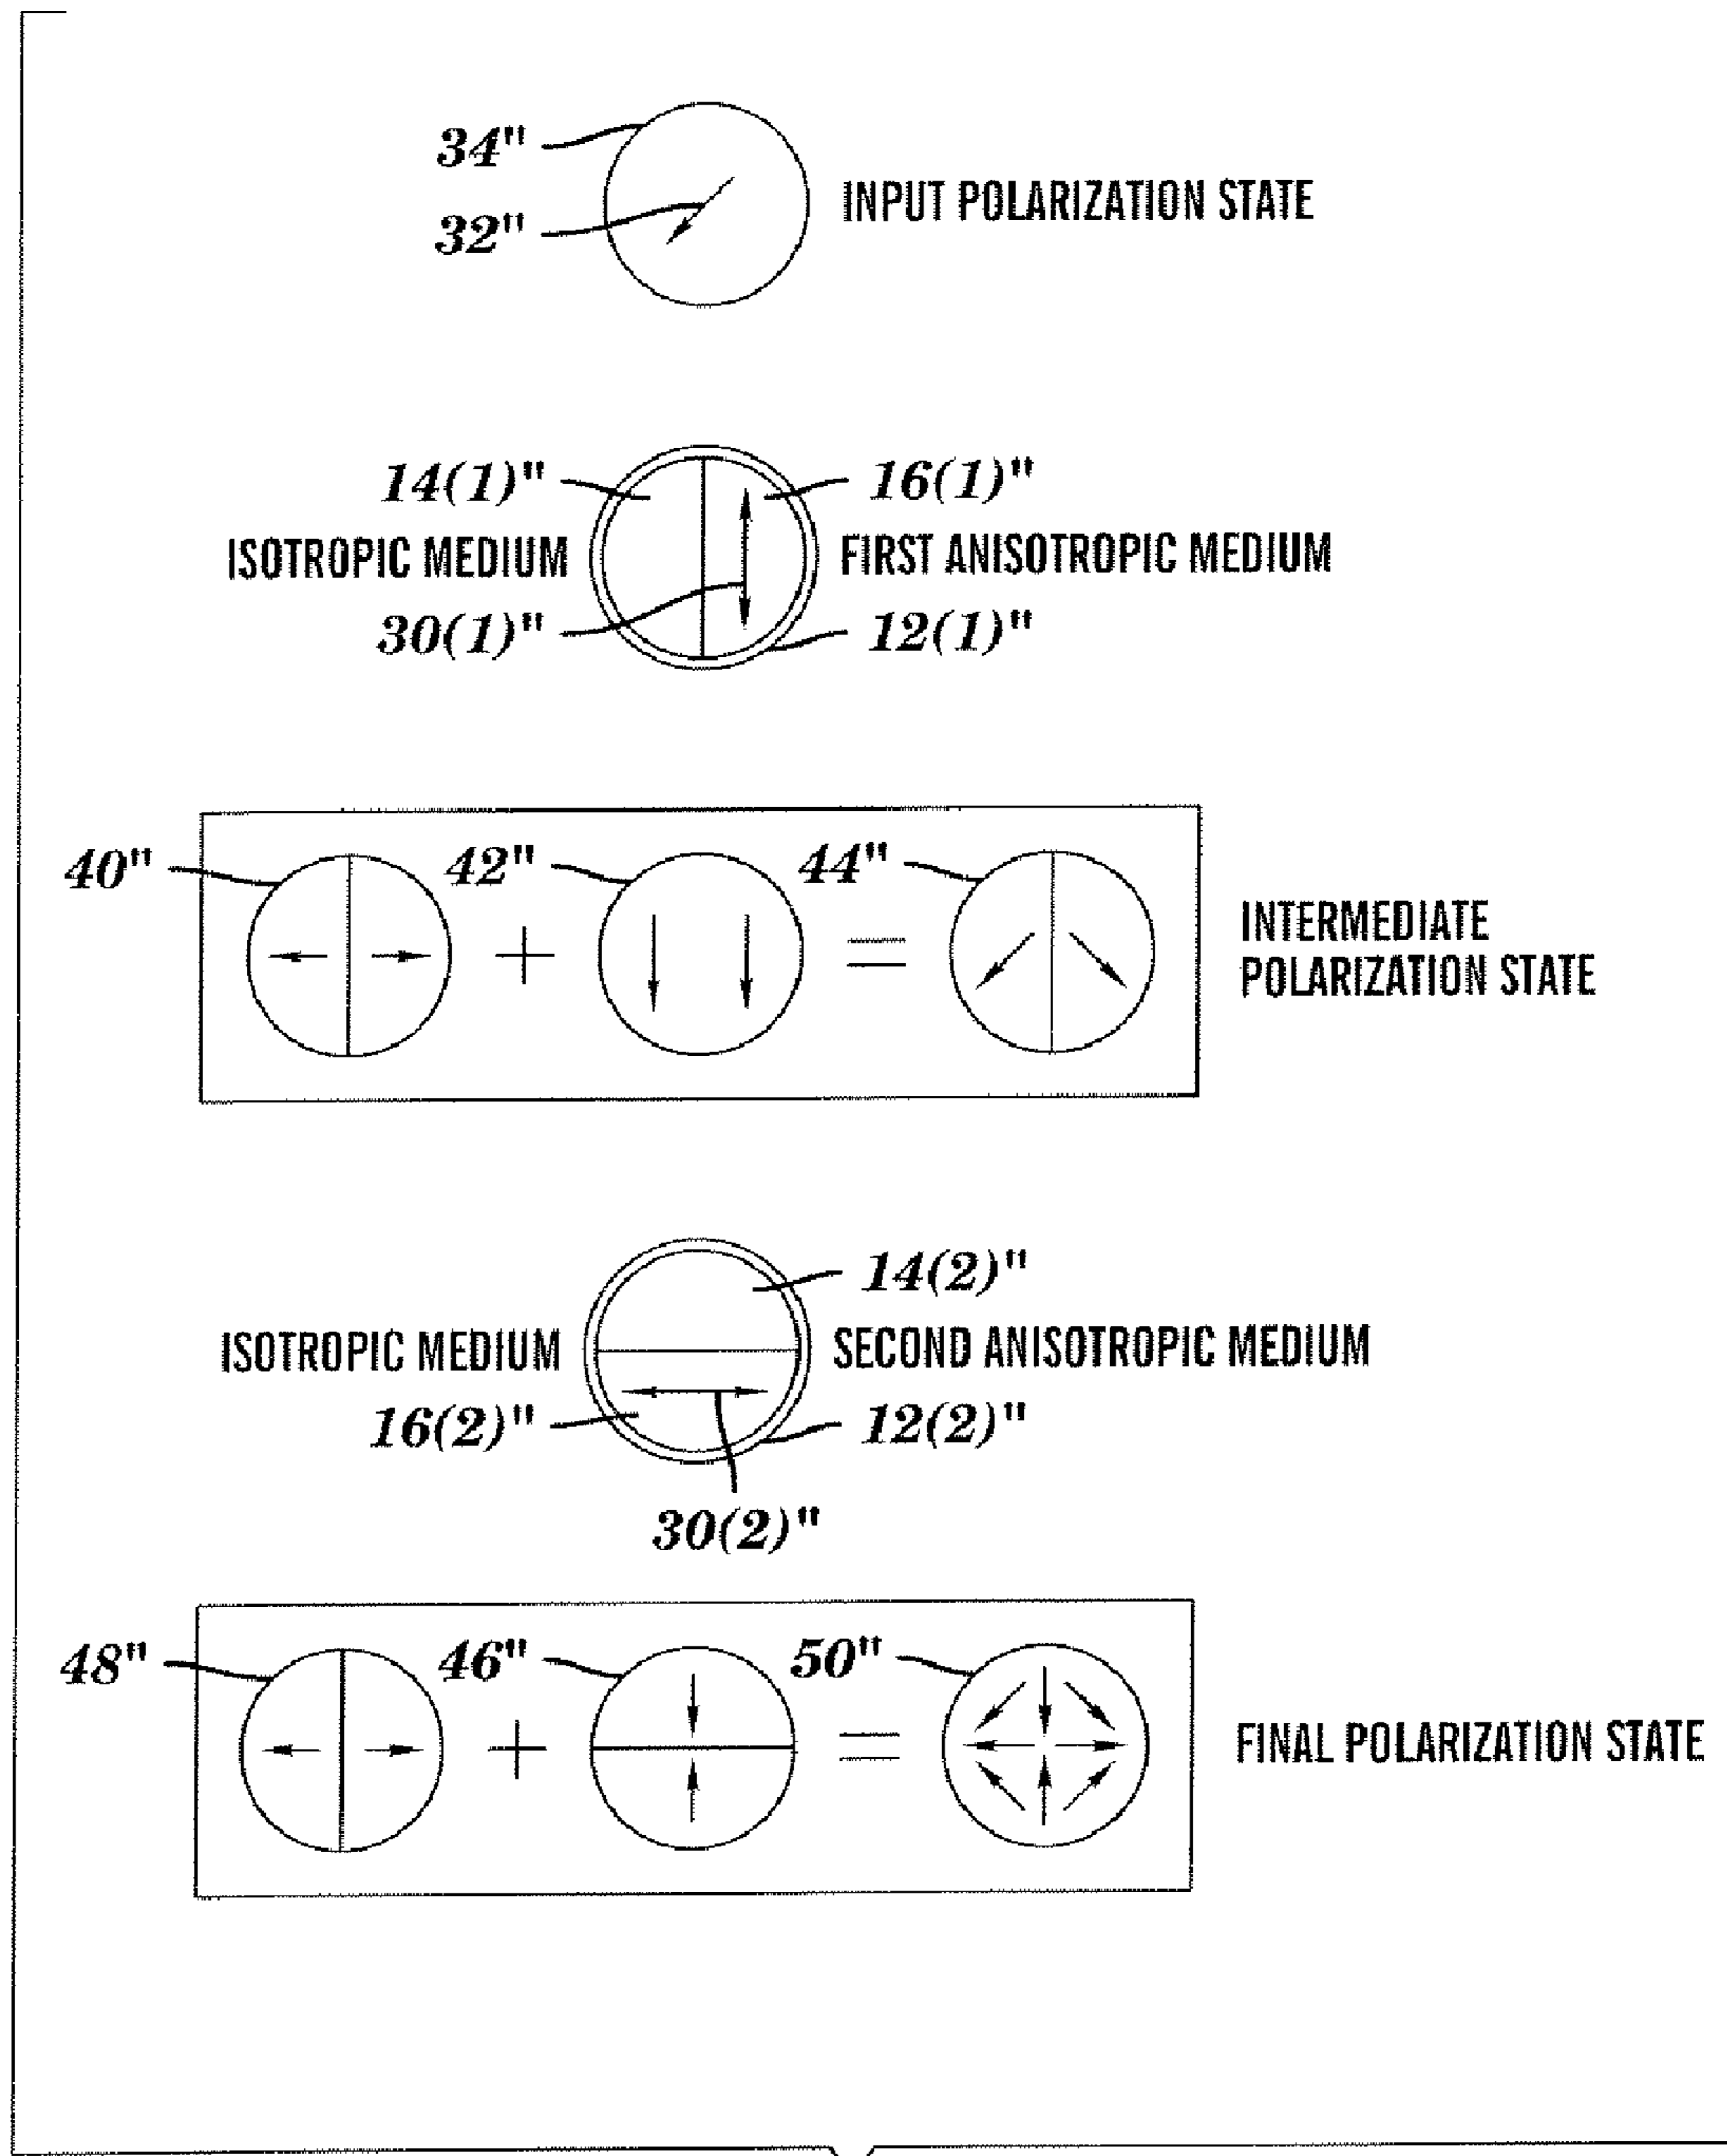 34"
32"
INPUT POLARIZATION STATE
14(1)"
16(1)"
ISOTROPIC MEDIUM
FIRST ANISOTROPIC MEDIUM
30(1)"
12(1)"
40"
42"
44"
+
=
INTERMEDIATE
POLARIZATION STATE
14(2)"
ISOTROPIC MEDIUM
SECOND ANISOTROPIC MEDIUM
16(2)"
12(2)"
30(2)"
48"
46"
50"
+
=
FINAL POLARIZATION STATE